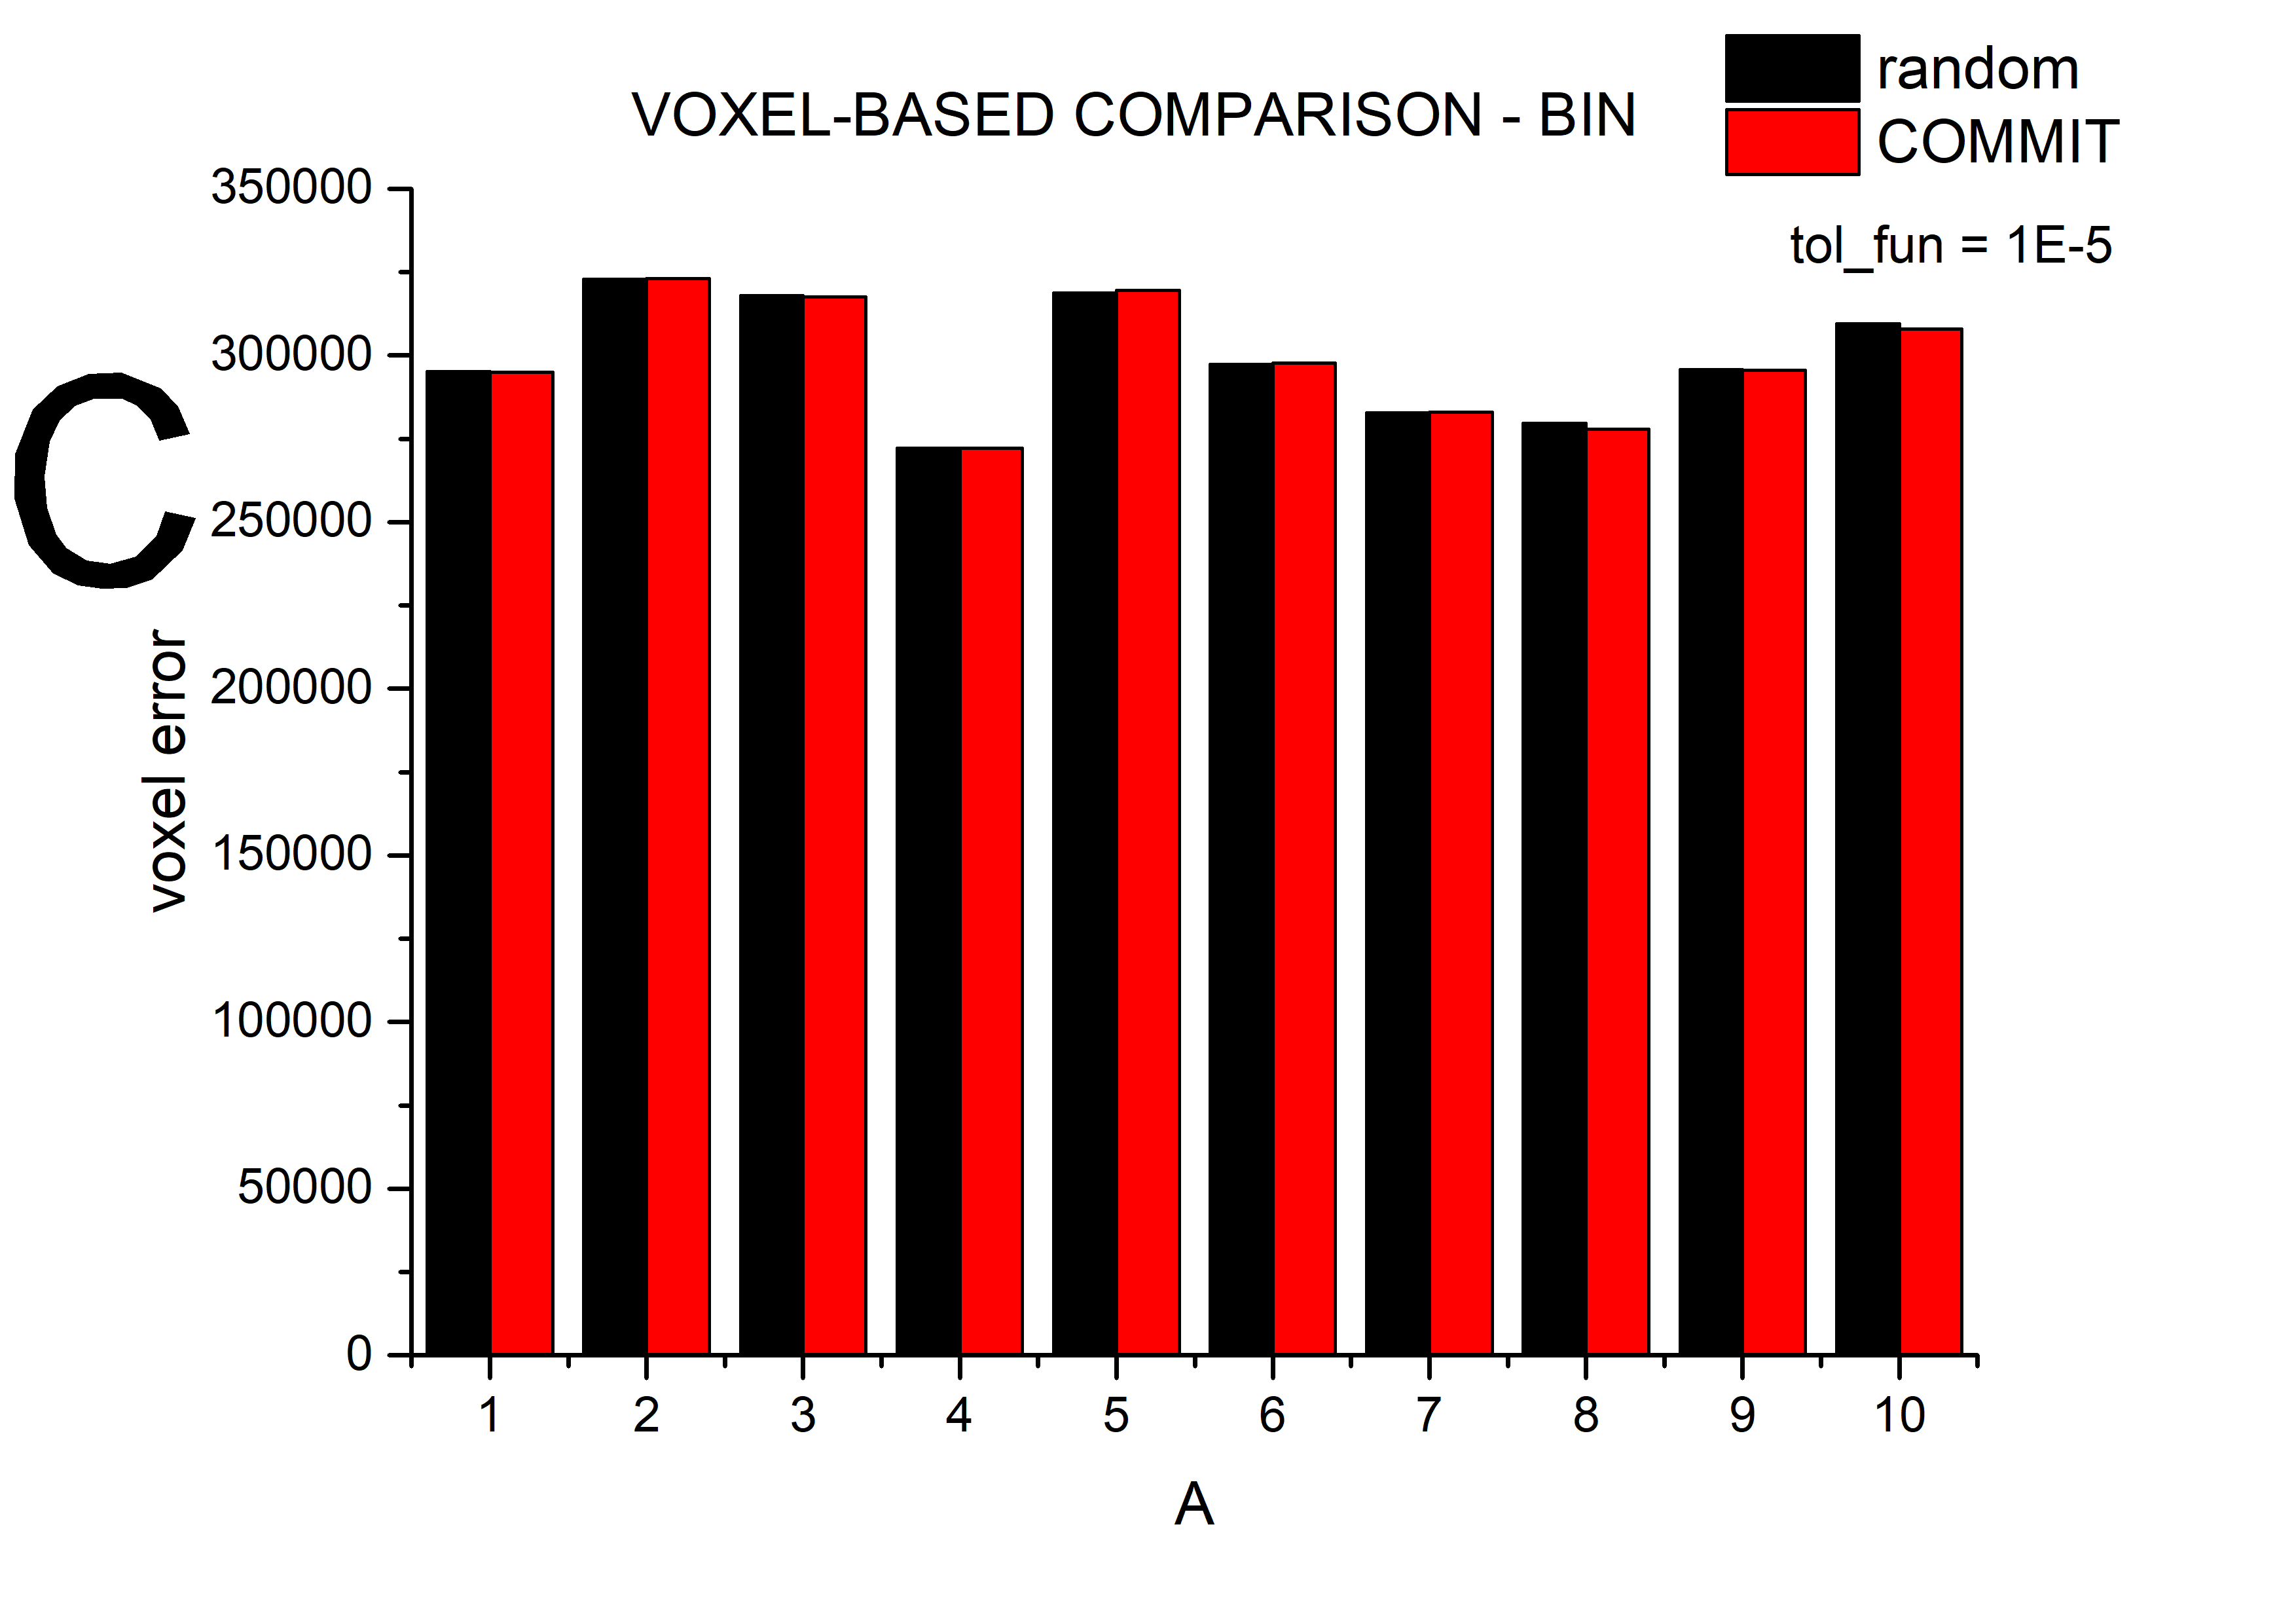 random
COMMIT
VOXEL-BASED COMPARISON - BIN
tol_fun = 1E-5
C
voxel error
350000
300000
250000
200000
150000
100000
50000
0
1 2 3 4 5 6 7 8 9 10
A